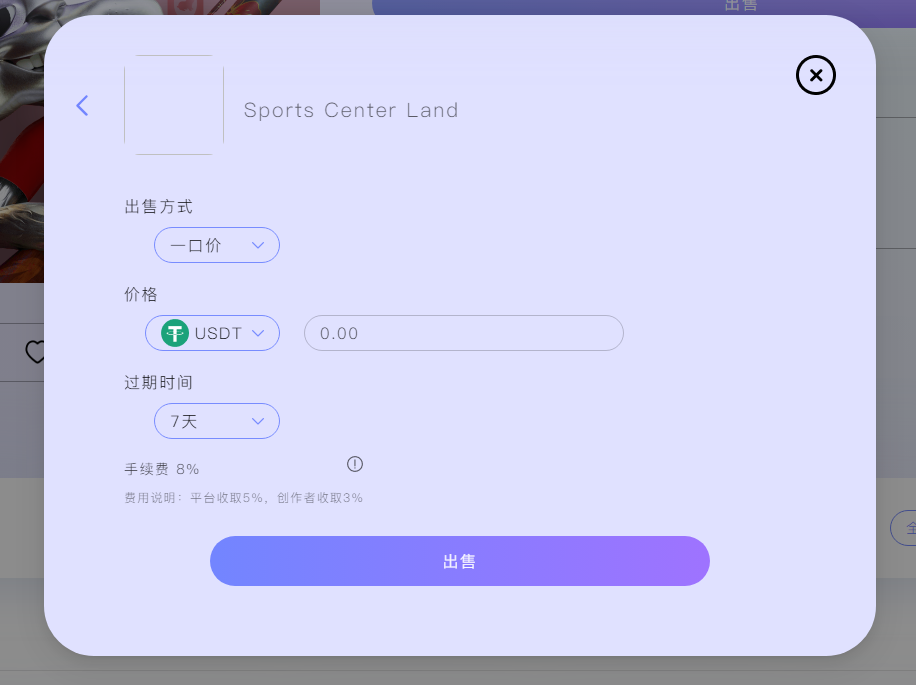 出售
Sports Center Land
出售方式
一口价
价格
USDT
0.00
过期时间
7天
手续费 8%
费用说明：平台收取5%，创作者收取3%
出售